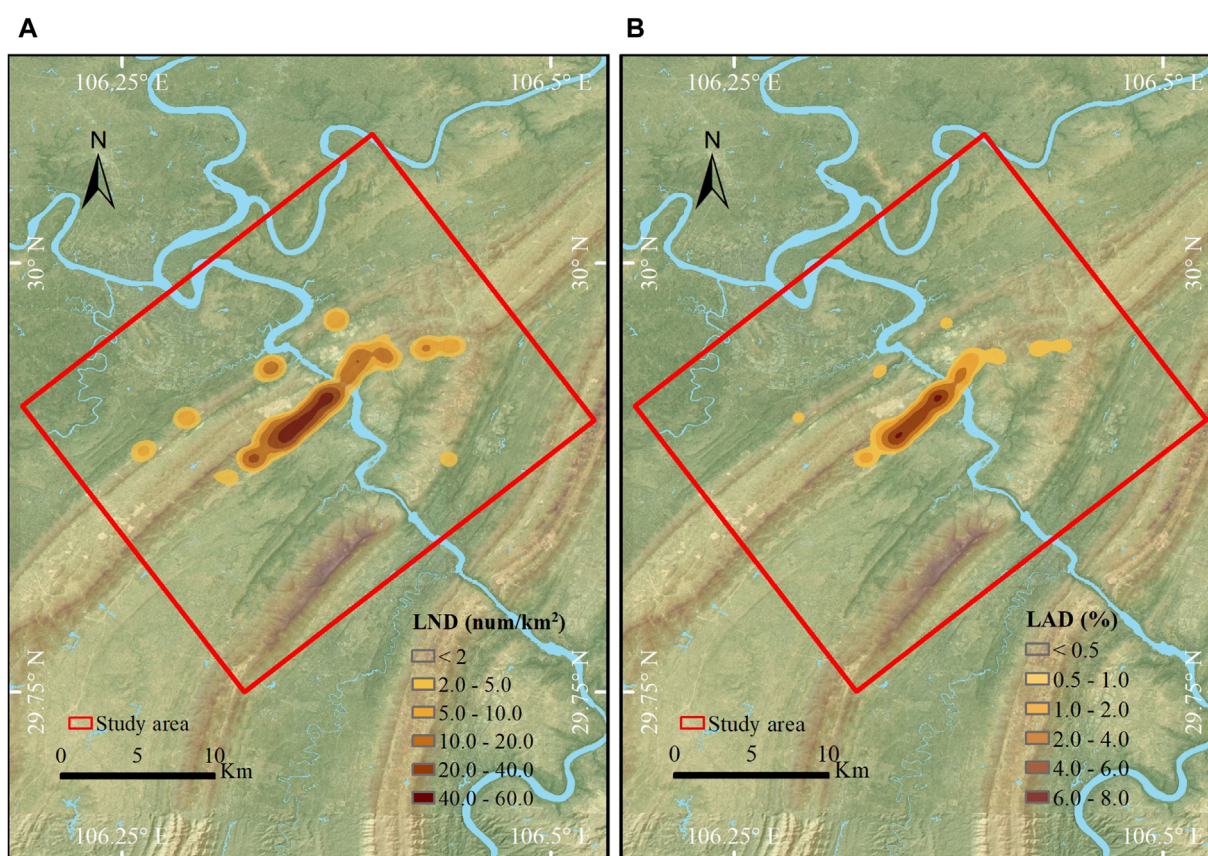 A
106.25° E
106.5° E
N
30° N
30° N
LND (num/km²)
< 2
2.0 - 5.0
5.0 - 10.0
10.0 - 20.0
20.0 - 40.0
40.0 - 60.0
29.75° N
29.75° N
Study area
0 5 10
Km
106.25° E
106.5° E
B
106.25° E
106.5° E
N
30° N
30° N
LAD (%)
< 0.5
0.5 - 1.0
1.0 - 2.0
2.0 - 4.0
4.0 - 6.0
6.0 - 8.0
29.75° N
29.75° N
Study area
0 5 10
Km
106.25° E
106.5° E